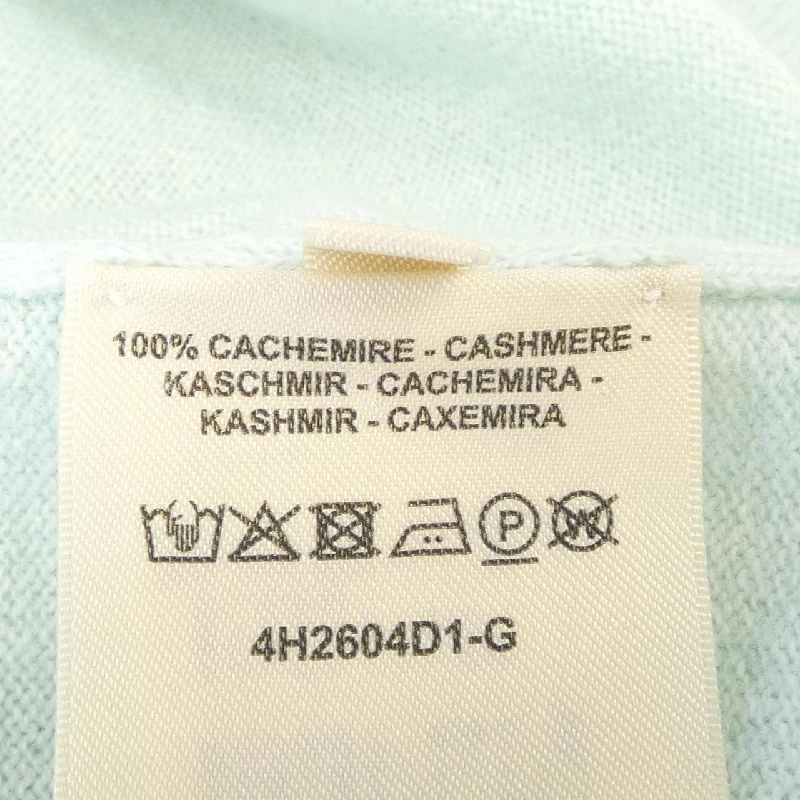 100% CACHEMIRE - CASHMERE -
KASCHMIR - CACHEMIRA -
KASHMIR - CAXEMIRA
P W
4H2604D1-G